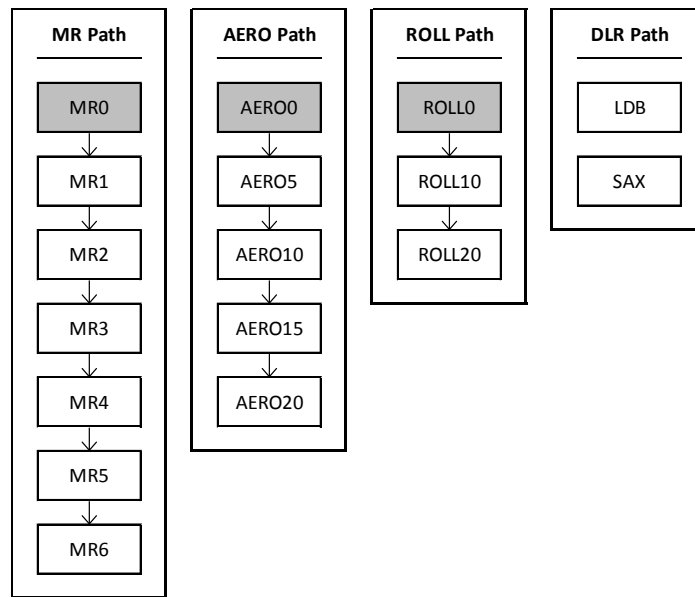 MR Path
MR0
MR1
MR2
MR3
MR4
MR5
MR6
AERO Path
AERO0
AERO5
AERO10
AERO15
AERO20
ROLL Path
ROLL0
ROLL10
ROLL20
DLR Path
LDB
SAX